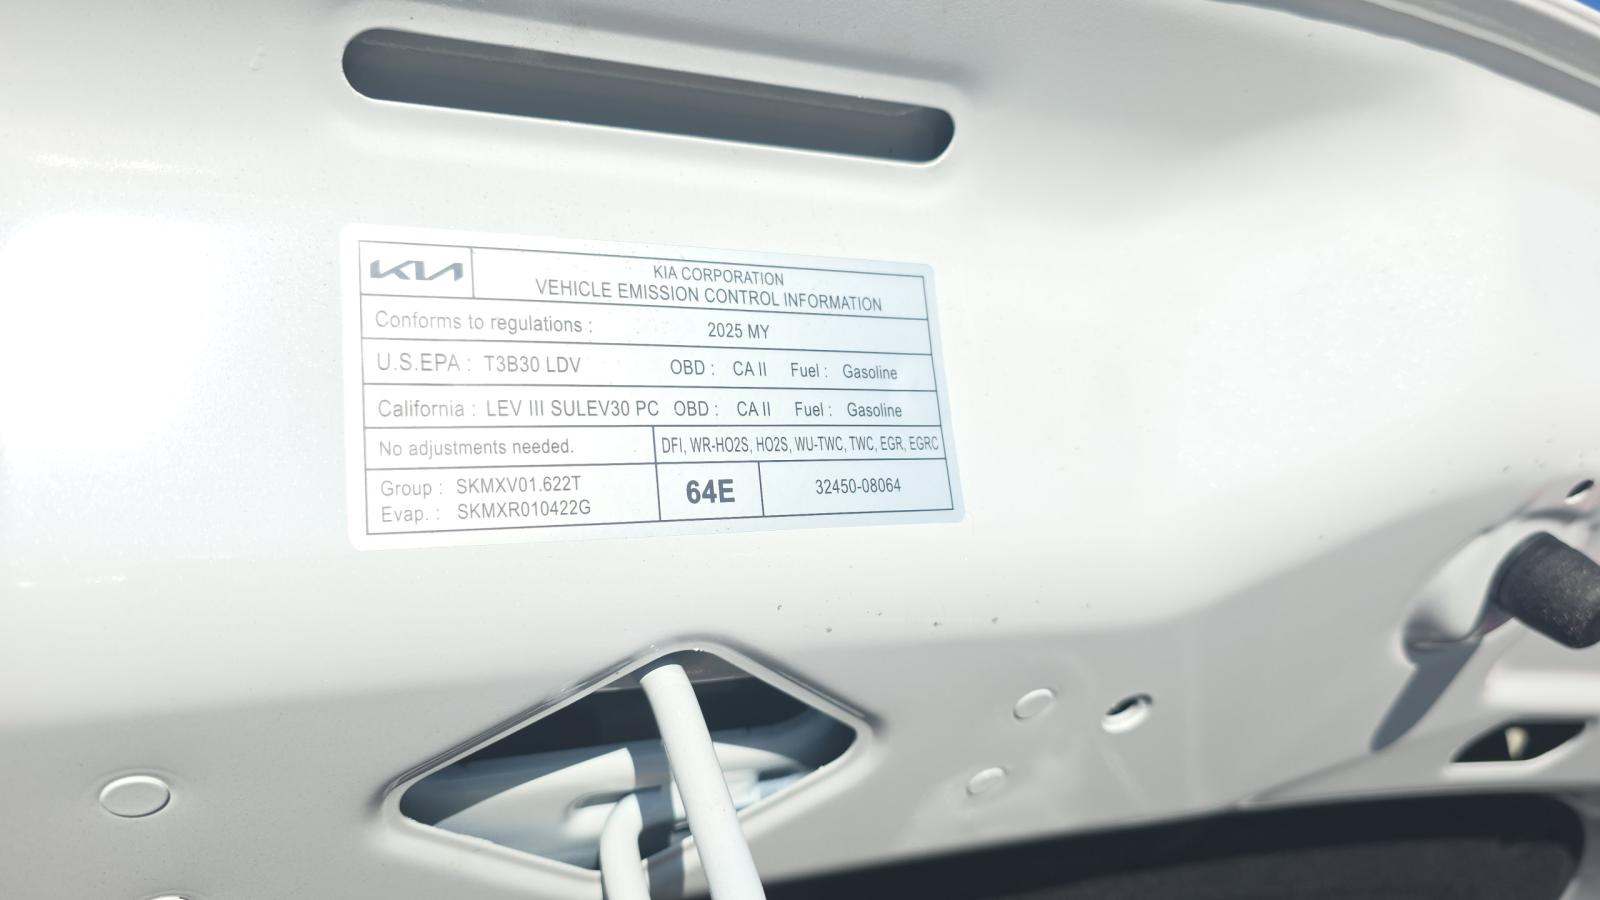 KIA
KIA CORPORATION
VEHICLE EMISSION CONTROL INFORMATION
Conforms to regulations : 2025 MY
U.S.EPA : T3B30 LDV OBD : CA II Fuel : Gasoline
California : LEV III SULEV30 PC OBD : CA II Fuel : Gasoline
No adjustments needed. DFI, WR-HO2S, HO2S, WU-TWC, TWC, EGR, EGRC
Group : SKMXV01.622T
Evap. : SKMXR010422G
64E
32450-08064